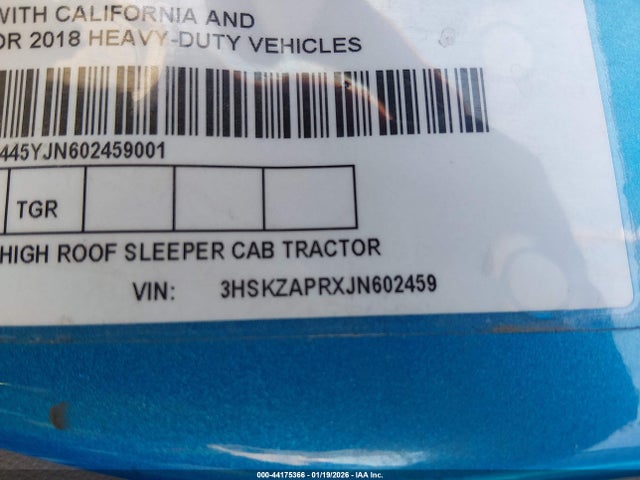 WITH CALIFORNIA AND
OR 2018 HEAVY-DUTY VEHICLES
445YJN602459001
TGR
HIGH ROOF SLEEPER CAB TRACTOR
VIN: 3HSKZAPRXJN602459
000-44175366 - 01/19/2026 - IAA Inc.